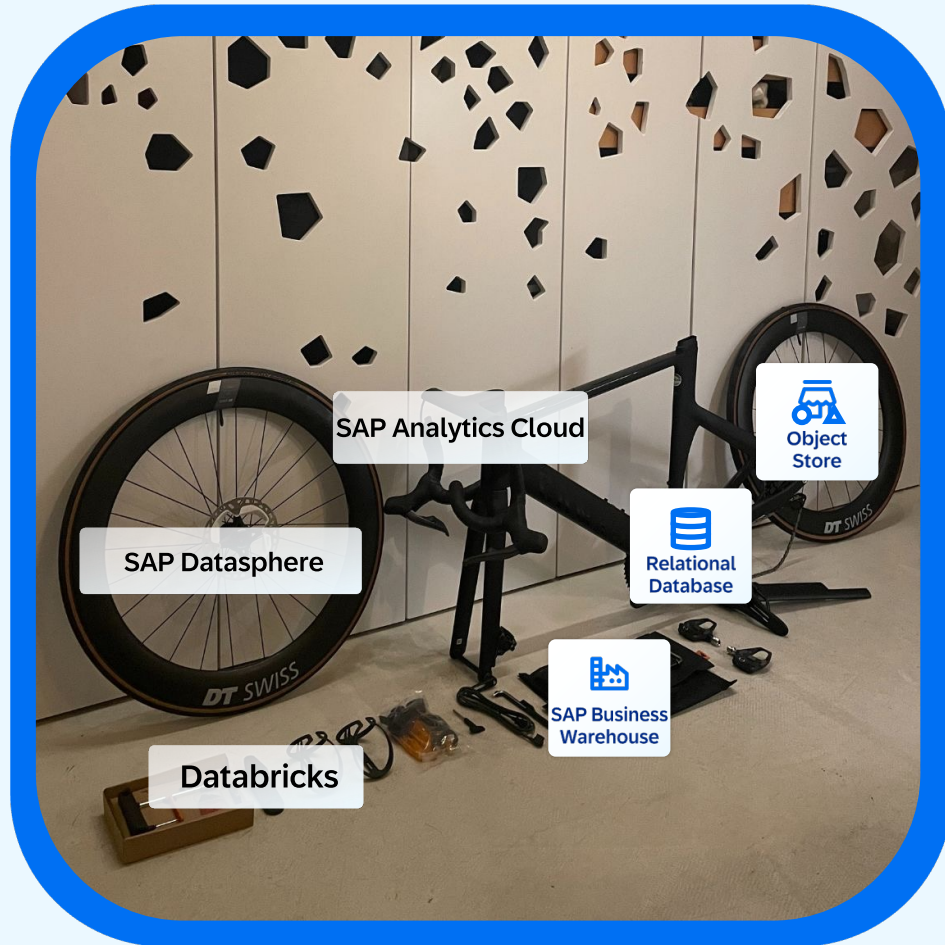 SAP Analytics Cloud
Object
Store
DT SWISS
Relational
Database
SAP Datasphere
DT SWISS
SAP Business
Warehouse
Databricks